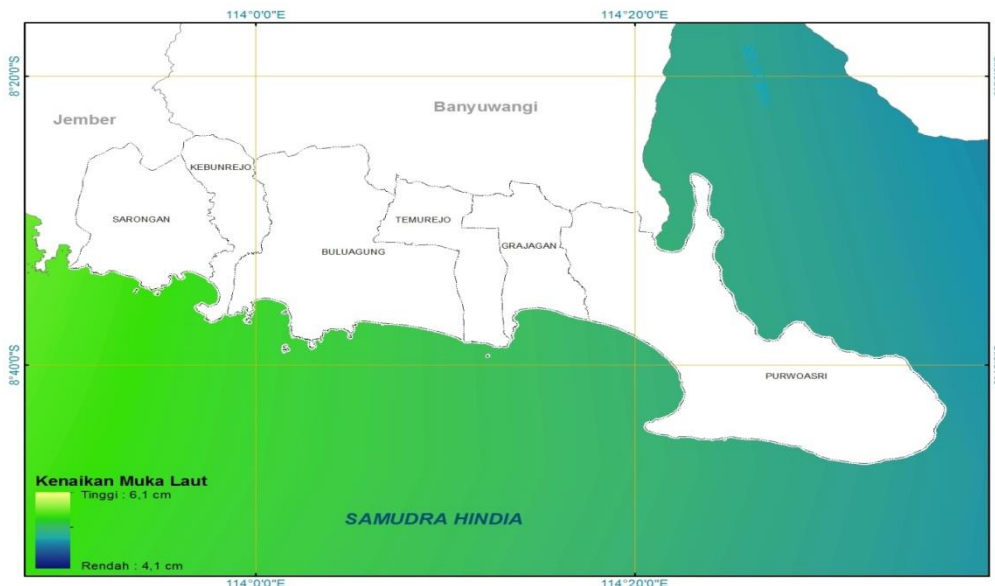 114°0'0"E 114°20'0"E
8°20'0"S
Jember Banyuwangi
KEBUNREJO
SARONGAN TEMUREJO
BULUAGUNG GRAJAGAN
8°40'0"S
PURWOASRI
Kenaikan Muka Laut
Tinggi : 6,1 cm
SAMUDRA HINDIA
Rendah : 4,1 cm
114°0'0"E 114°20'0"E